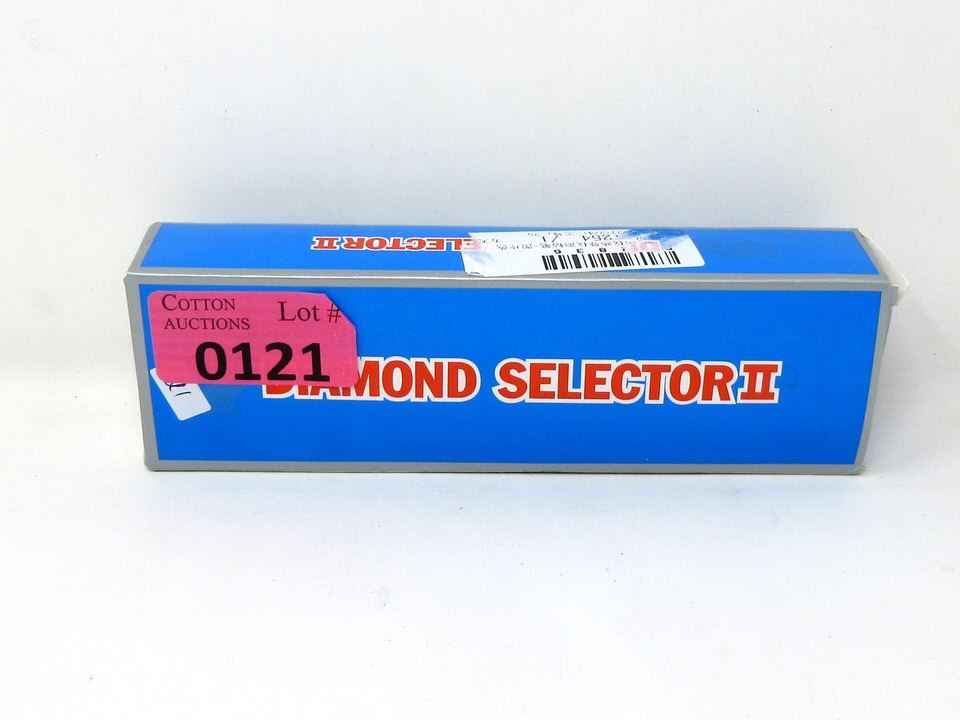 SELECTOR II
COTTON
AUCTIONS
Lot #
0121
DIAMOND SELECTOR II